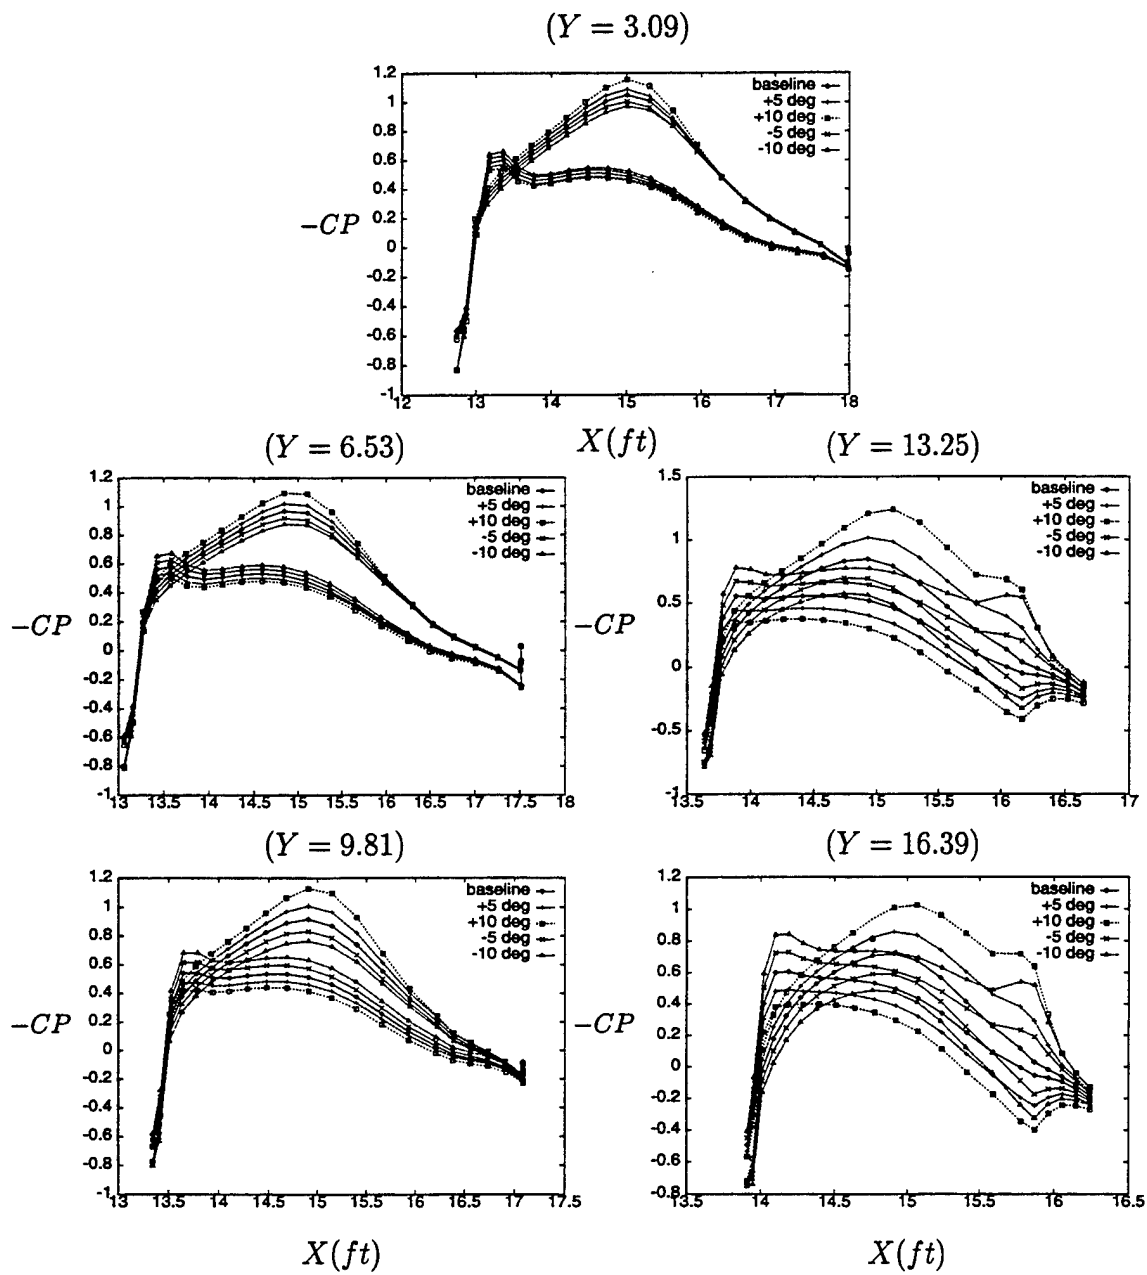 (Y = 3.09)
1.2
1
0.8
0.6
0.4
0.2
0
-0.2
-0.4
-0.6
-0.8
-1
-CP
baseline
+5 deg
+10 deg
-5 deg
-10 deg
12 13 14 15 16 17 18
X(ft)
(Y = 6.53)
1.2
1
0.8
0.6
0.4
0.2
0
-0.2
-0.4
-0.6
-0.8
-1
-CP
baseline
+5 deg
+10 deg
-5 deg
-10 deg
13 13.5 14 14.5 15 15.5 16 16.5 17 17.5 18
(Y = 13.25)
1.5
1
0.5
0
-0.5
-1
-CP
baseline
+5 deg
+10 deg
-5 deg
-10 deg
13.5 14 14.5 15 15.5 16 16.5 17
(Y = 9.81)
1.2
1
0.8
0.6
0.4
0.2
0
-0.2
-0.4
-0.6
-0.8
-1
-CP
baseline
+5 deg
+10 deg
-5 deg
-10 deg
13 13.5 14 14.5 15 15.5 16 16.5 17 17.5
X(ft)
(Y = 16.39)
1.2
1
0.8
0.6
0.4
0.2
0
-0.2
-0.4
-0.6
-0.8
-CP
baseline
+5 deg
+10 deg
-5 deg
-10 deg
13.5 14 14.5 15 15.5 16 16.5
X(ft)